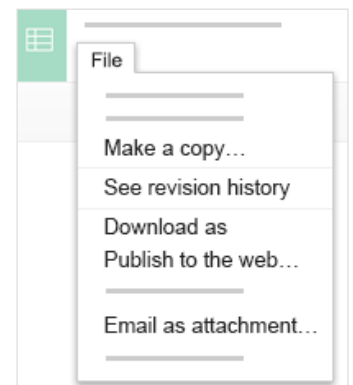 File
Make a copy…
See revision history
Download as
Publish to the web…
Email as attachment…